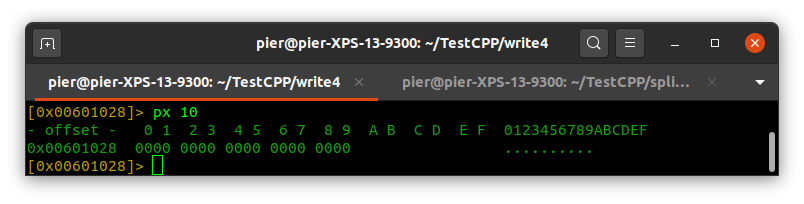 pier@pier-XPS-13-9300: ~/TestCPP/write4
pier@pier-XPS-13-9300: ~/TestCPP/write4 × pier@pier-XPS-13-9300: ~/TestCPP/spli... ×
[0x00601028]> px 10
- offset -   0 1  2 3  4 5  6 7  8 9  A B  C D  E F  0123456789ABCDEF
0x00601028  0000 0000 0000 0000 0000                 ..........
[0x00601028]>